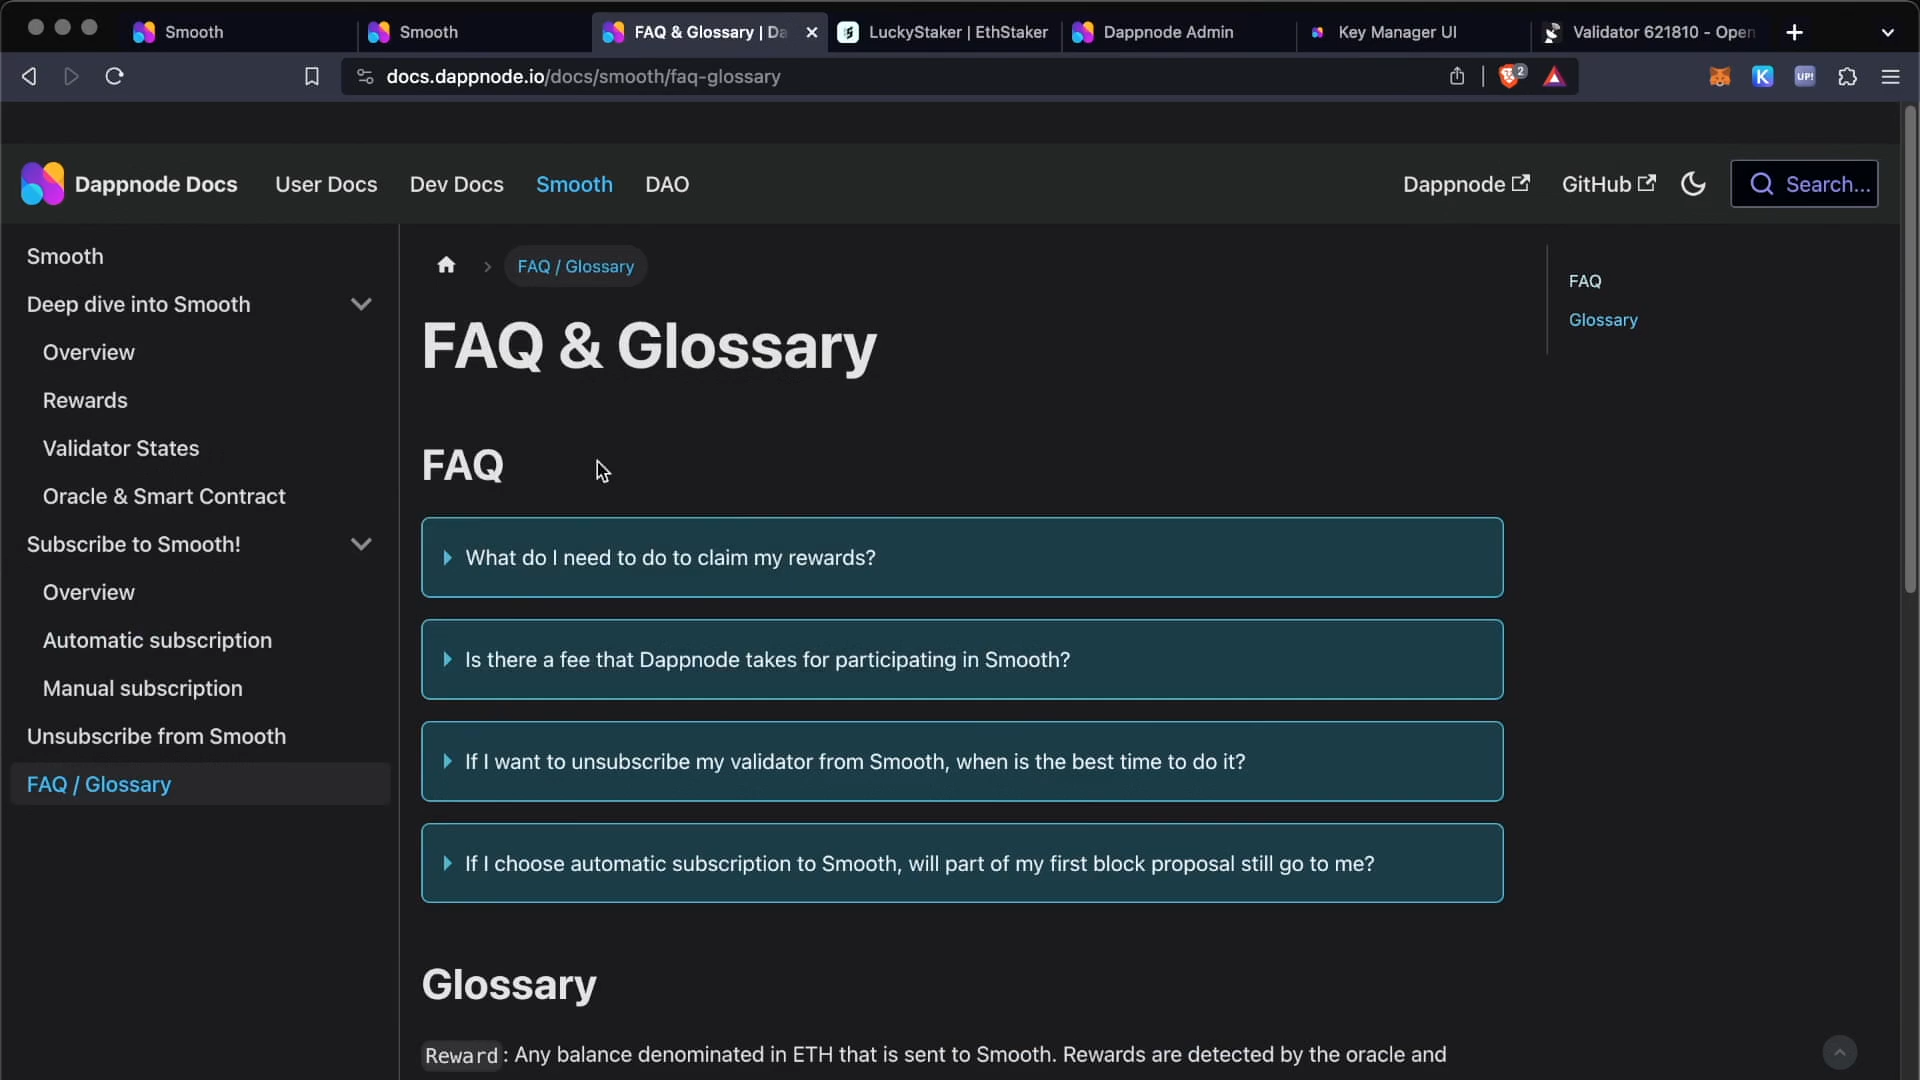 Smooth
Smooth
FAQ & Glossary | Da
LuckyStaker | EthStaker
Dappnode Admin
Key Manager UI
Validator 621810 - Open
docs.dappnode.io/docs/smooth/faq-glossary
2
K
UP!
Dappnode Docs
User Docs
Dev Docs
Smooth
DAO
Dappnode
GitHub
Search...
Smooth
Deep dive into Smooth
Overview
Rewards
Validator States
Oracle & Smart Contract
Subscribe to Smooth!
Overview
Automatic subscription
Manual subscription
Unsubscribe from Smooth
FAQ / Glossary
FAQ / Glossary
FAQ & Glossary
FAQ
What do I need to do to claim my rewards?
Is there a fee that Dappnode takes for participating in Smooth?
If I want to unsubscribe my validator from Smooth, when is the best time to do it?
If I choose automatic subscription to Smooth, will part of my first block proposal still go to me?
Glossary
Reward: Any balance denominated in ETH that is sent to Smooth. Rewards are detected by the oracle and
FAQ
Glossary